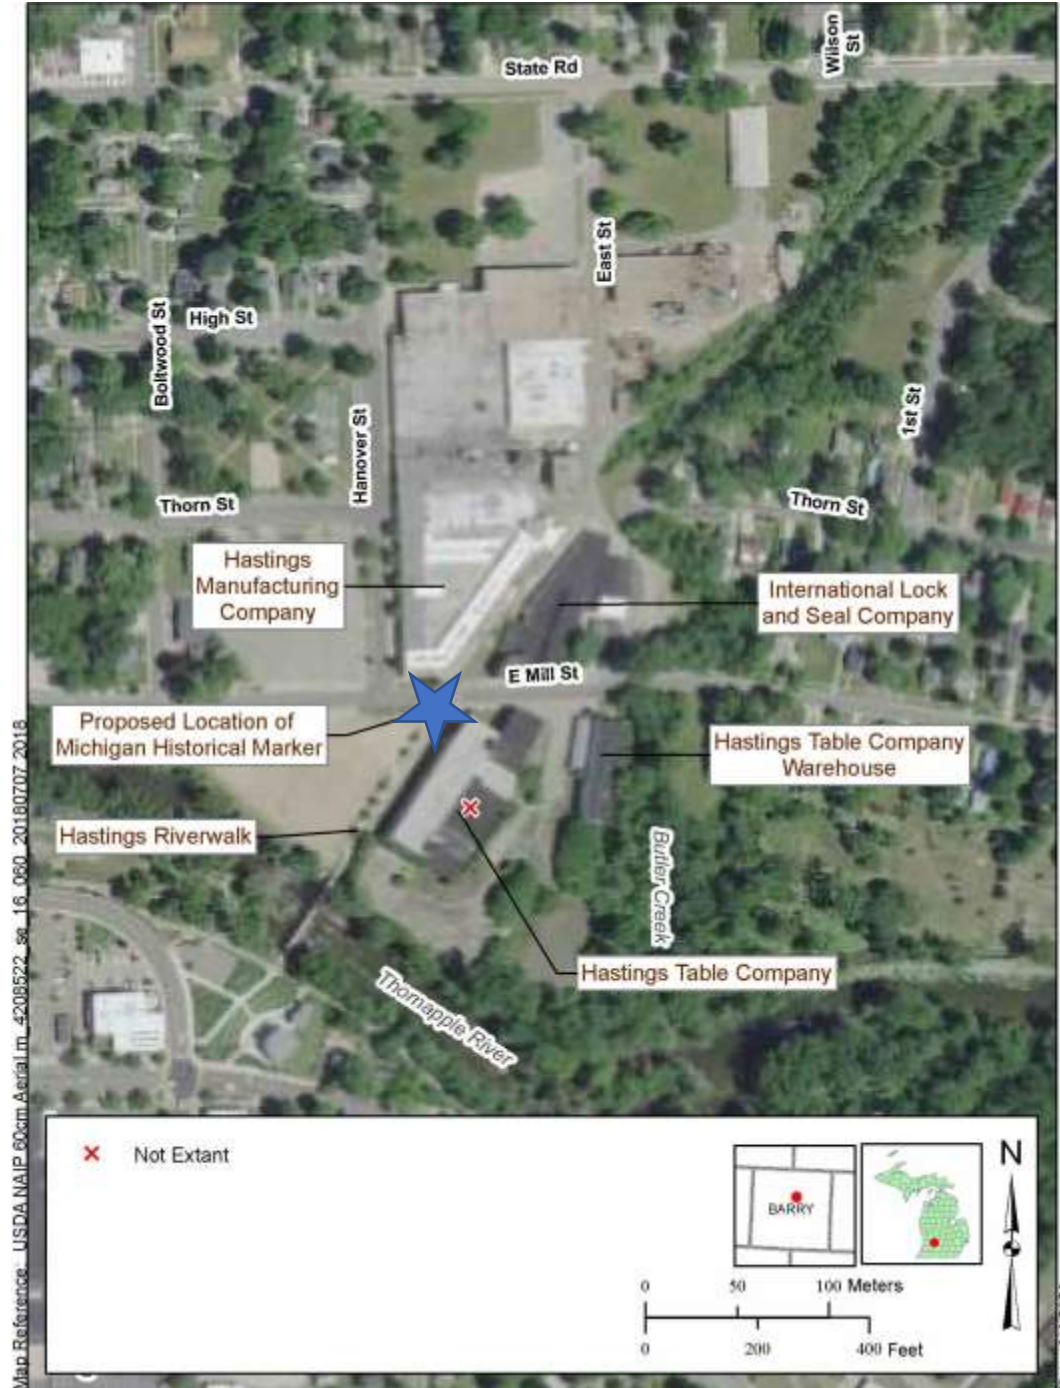 State Rd
Wilson
St
East St
Boltwood St
High St
Hanover St
1st St
Thorn St
Thorn St
Hastings
Manufacturing
Company
International Lock
and Seal Company
E Mill St
Proposed Location of
Michigan Historical Marker
Hastings Table Company
Warehouse
Hastings Riverwalk
Butler Creek
Hastings Table Company
Thornapple River
Map Reference: USDA NAIP 60cm Aerial m_4208522_se_16_060_20180707 2018
Not Extant
BARRY
N
0 50 100 Meters
0 200 400 Feet